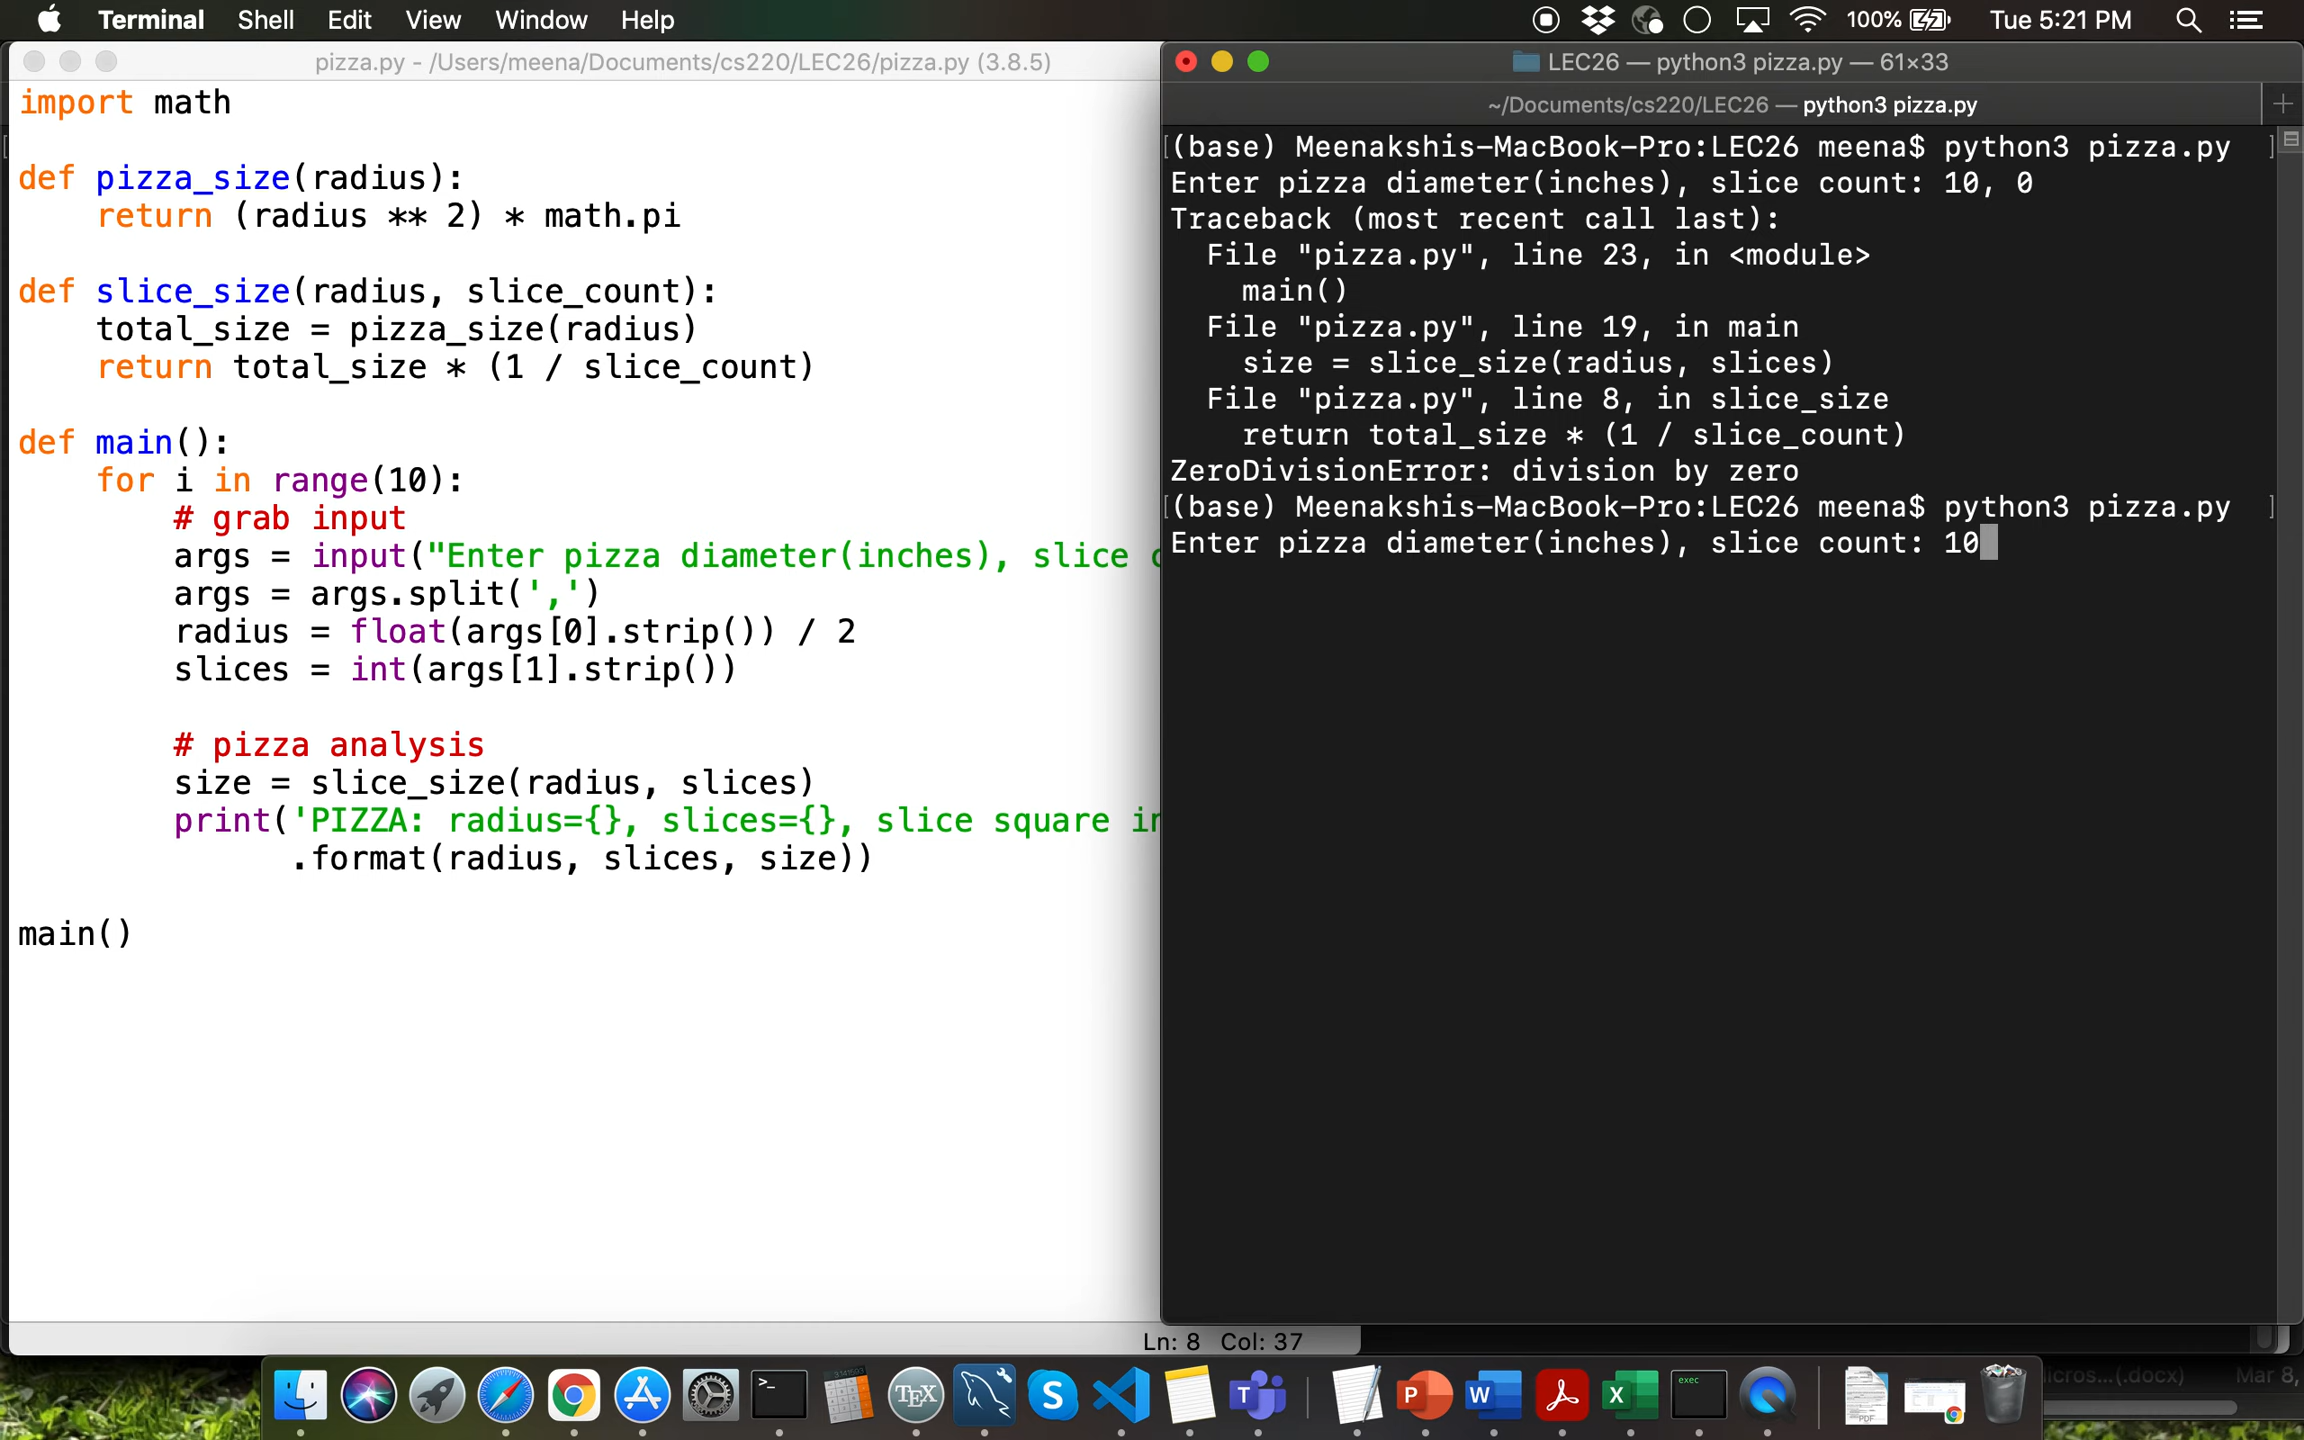 Terminal Shell Edit View Window Help 100% Tue 5:21 PM
pizza.py - /Users/meena/Documents/cs220/LEC26/pizza.py (3.8.5)
import math
def pizza_size(radius):
    return (radius ** 2) * math.pi
def slice_size(radius, slice_count):
    total_size = pizza_size(radius)
    return total_size * (1 / slice_count)
def main():
    for i in range(10):
        # grab input
        args = input("Enter pizza diameter(inches), slice c
        args = args.split(',')
        radius = float(args[0].strip()) / 2
        slices = int(args[1].strip())
        # pizza analysis
        size = slice_size(radius, slices)
        print('PIZZA: radius={}, slices={}, slice square in
              .format(radius, slices, size))
main()
Ln: 8 Col: 37
LEC26 — python3 pizza.py — 61×33
~/Documents/cs220/LEC26 — python3 pizza.py
[(base) Meenakshis-MacBook-Pro:LEC26 meena$ python3 pizza.py ]
Enter pizza diameter(inches), slice count: 10, 0
Traceback (most recent call last):
  File "pizza.py", line 23, in <module>
    main()
  File "pizza.py", line 19, in main
    size = slice_size(radius, slices)
  File "pizza.py", line 8, in slice_size
    return total_size * (1 / slice_count)
ZeroDivisionError: division by zero
[(base) Meenakshis-MacBook-Pro:LEC26 meena$ python3 pizza.py ]
Enter pizza diameter(inches), slice count: 10
icros...(.docx) Mar 8,
>_
TEX
S
T
P
W
X
exec
PDF